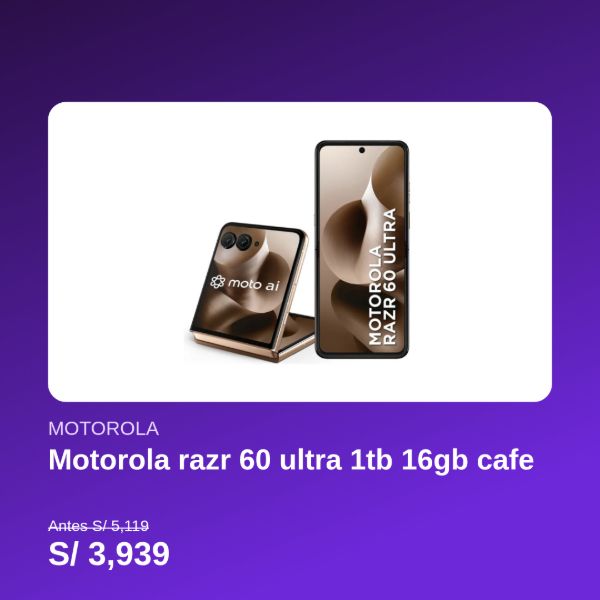 moto ai
MOTOROLA
RAZR 60 ULTRA
MOTOROLA
Motorola razr 60 ultra 1tb 16gb cafe
Antes S/ 5,119
S/ 3,939